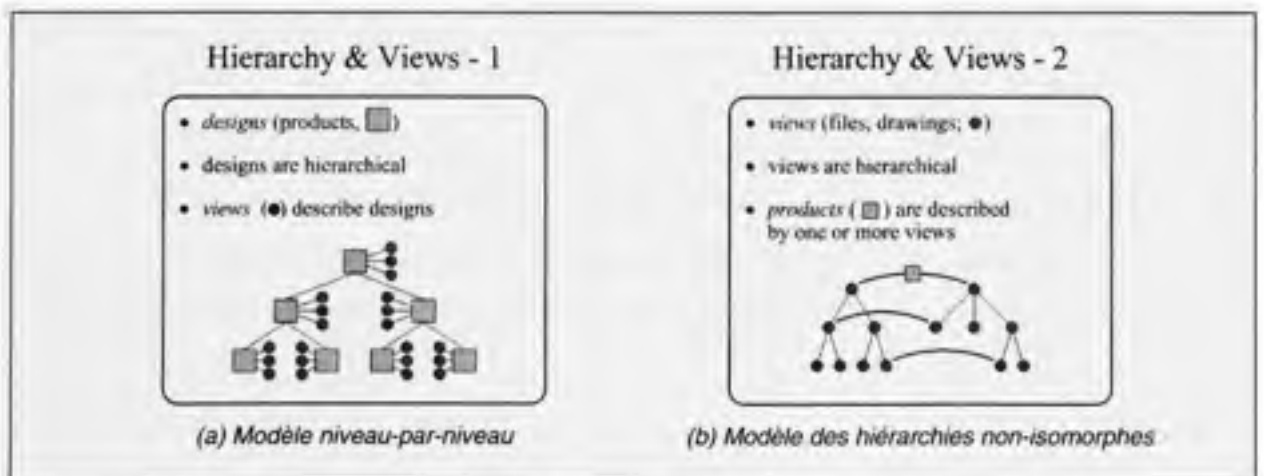 Hierarchy & Views - 1
• designs (products, )
• designs are hierarchical
• views (●) describe designs
(a) Modèle niveau-par-niveau
Hierarchy & Views - 2
• views (files, drawings; ●)
• views are hierarchical
• products ( ) are described
by one or more views
(b) Modèle des hiérarchies non-isomorphes